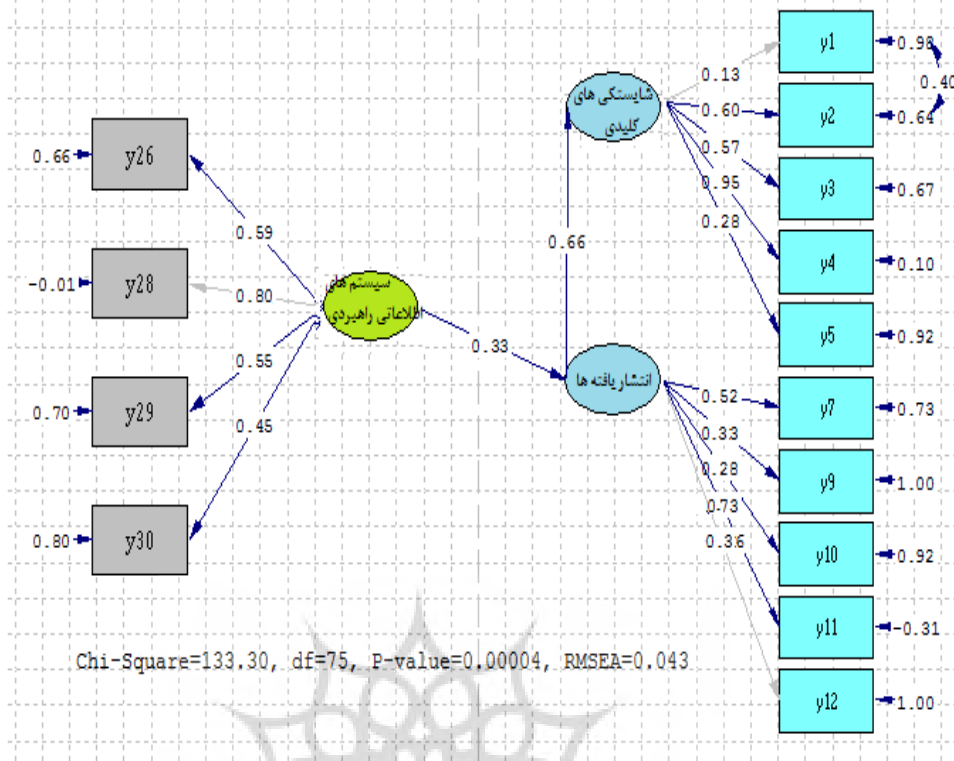 y26
0.66
0.59
y28
-0.01
0.80
سیستم های
اطلاعاتی راهبردی
y29
0.70
0.55
y30
0.80
0.45
0.33
0.66
شایستگی های
کلیدی
انتشار یافته ها
0.13
0.60
0.57
0.95
0.28
0.52
0.33
0.28
0.73
0.36
y1
0.98
0.40
y2
0.64
y3
0.67
y4
0.10
y5
0.92
y7
0.73
y9
1.00
y10
0.92
y11
-0.31
y12
1.00
Chi-Square=133.30, df=75, P-value=0.00004, RMSEA=0.043